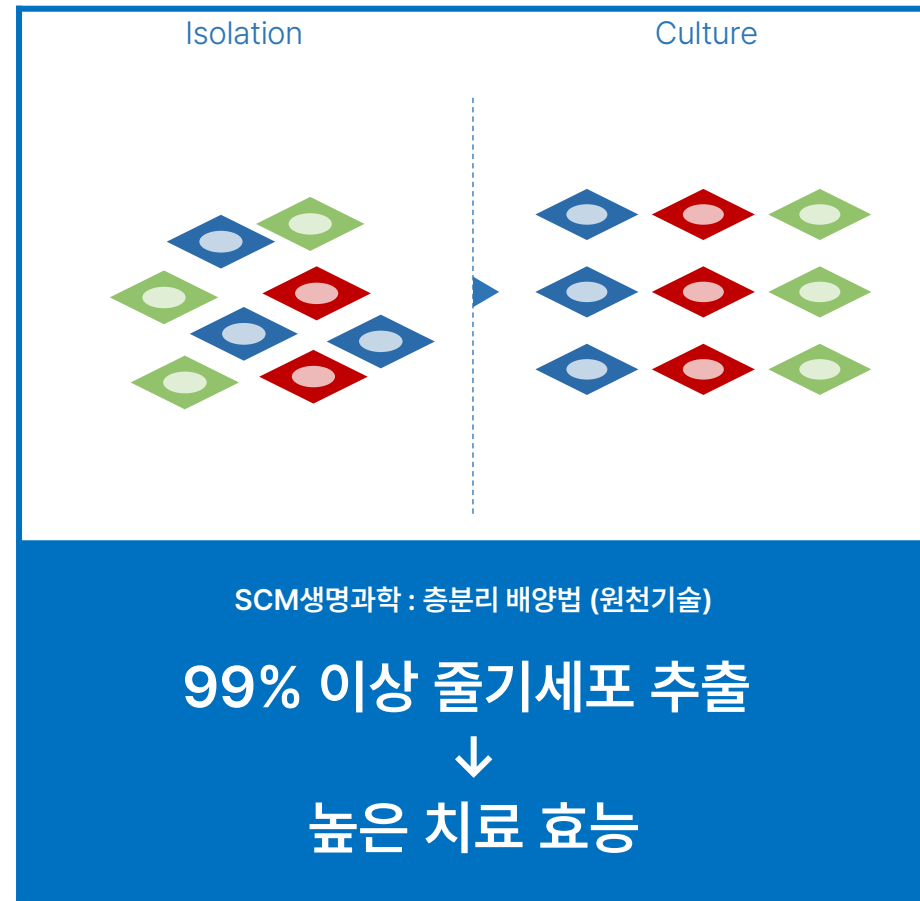 Isolation
Culture
SCM생명과학 : 층분리 배양법 (원천기술)
99% 이상 줄기세포 추출
↓
높은 치료 효능